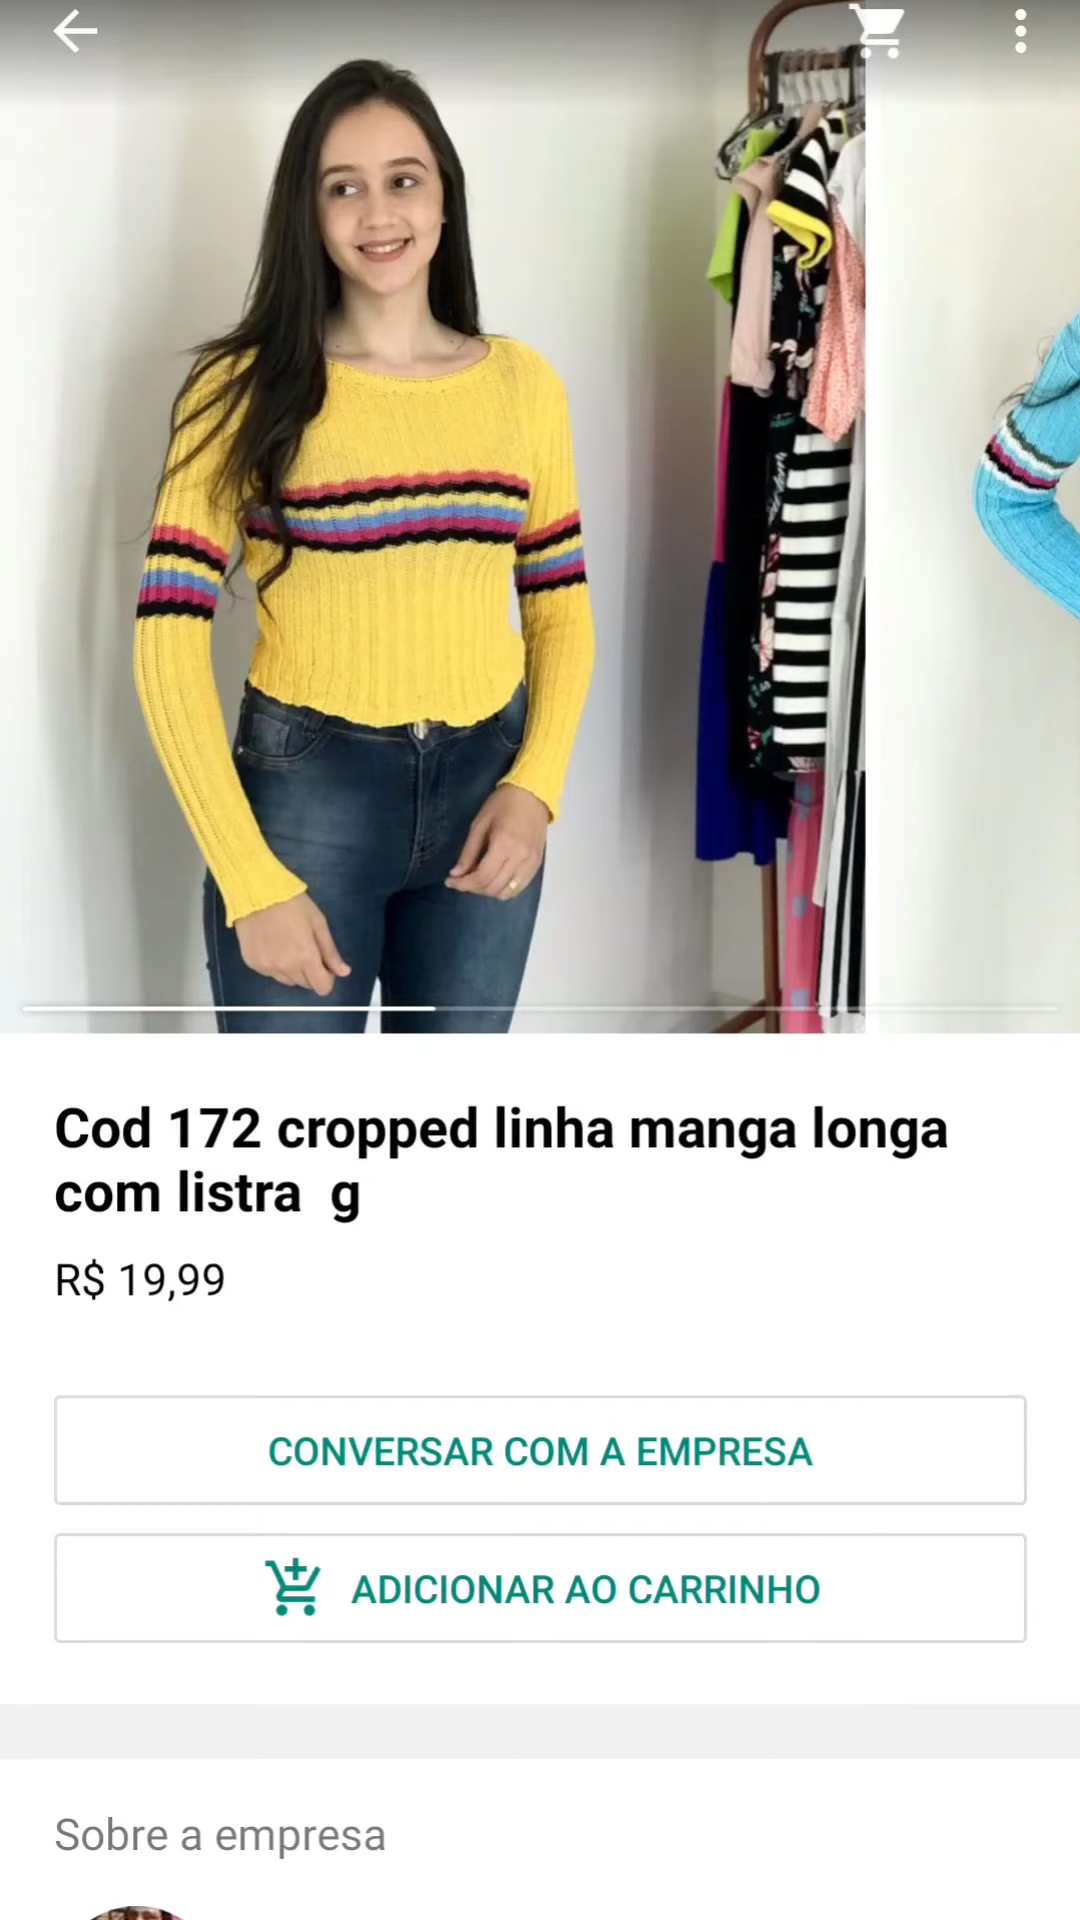 Cod 172 cropped linha manga longa
com listra  g
R$ 19,99
CONVERSAR COM A EMPRESA
ADICIONAR AO CARRINHO
Sobre a empresa